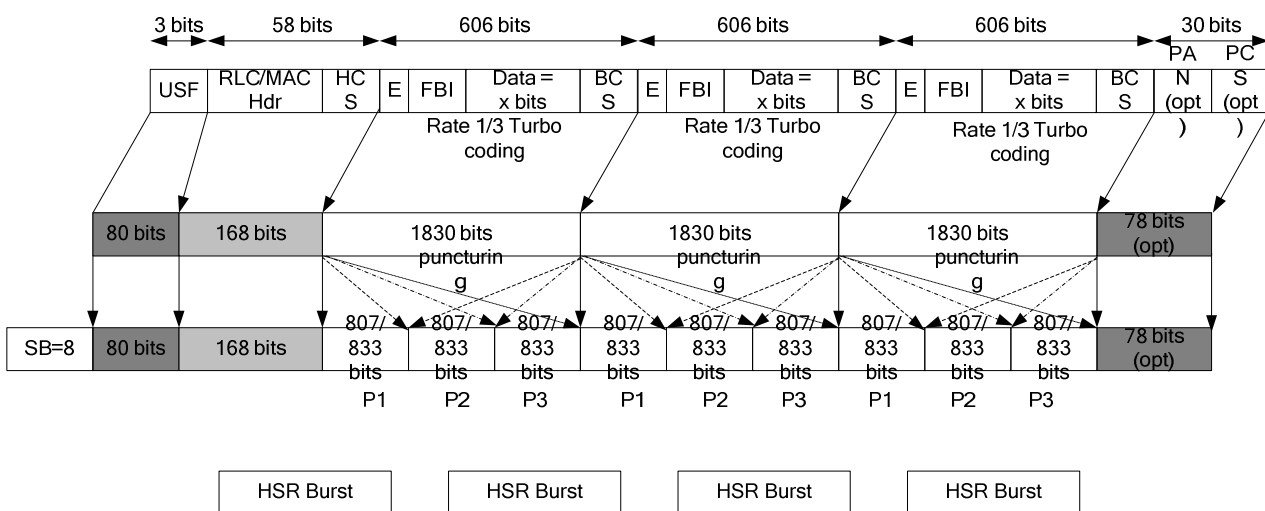 3 bits 58 bits 606 bits 606 bits 606 bits 30 bits
USF
RLC/MAC
Hdr
HC
S
E
FBI
Data =
x bits
BC
S
E
FBI
Data =
x bits
BC
S
E
FBI
Data =
x bits
BC
S
PA
N
(opt
)
PC
S
(opt
)
Rate 1/3 Turbo
coding
Rate 1/3 Turbo
coding
Rate 1/3 Turbo
coding
80 bits
168 bits
1830 bits
puncturin
g
1830 bits
puncturin
g
1830 bits
puncturin
g
78 bits
(opt)
SB=8
80 bits
168 bits
807/
833
bits
807/
833
bits
807/
833
bits
807/
833
bits
807/
833
bits
807/
833
bits
807/
833
bits
807/
833
bits
807/
833
bits
78 bits
(opt)
P1 P2 P3 P1 P2 P3 P1 P2 P3
HSR Burst HSR Burst HSR Burst HSR Burst